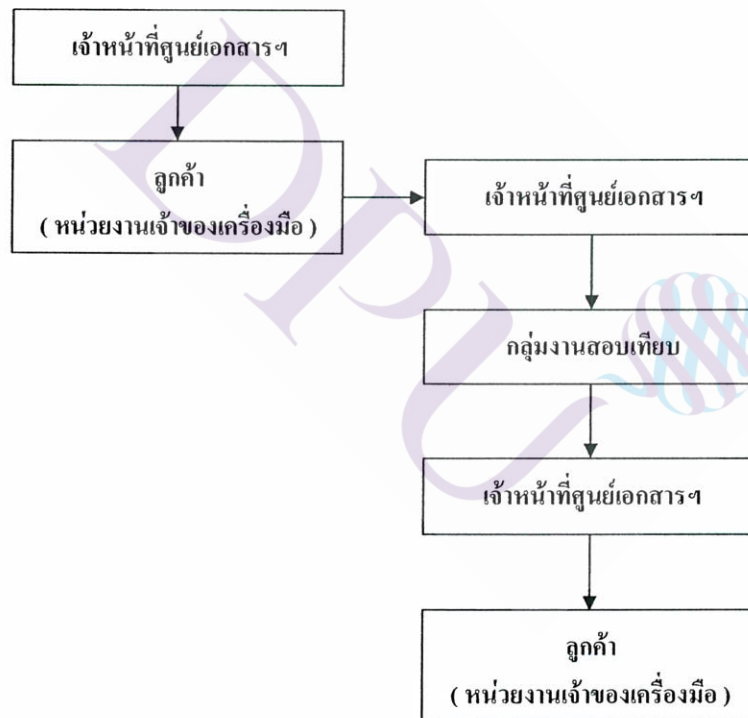 เจ้าหน้าที่ศูนย์เอกสารฯ
ลูกค้า
( หน่วยงานเจ้าของเครื่องมือ )
เจ้าหน้าที่ศูนย์เอกสารฯ
กลุ่มงานสอบเทียบ
เจ้าหน้าที่ศูนย์เอกสารฯ
ลูกค้า
( หน่วยงานเจ้าของเครื่องมือ )
DPU